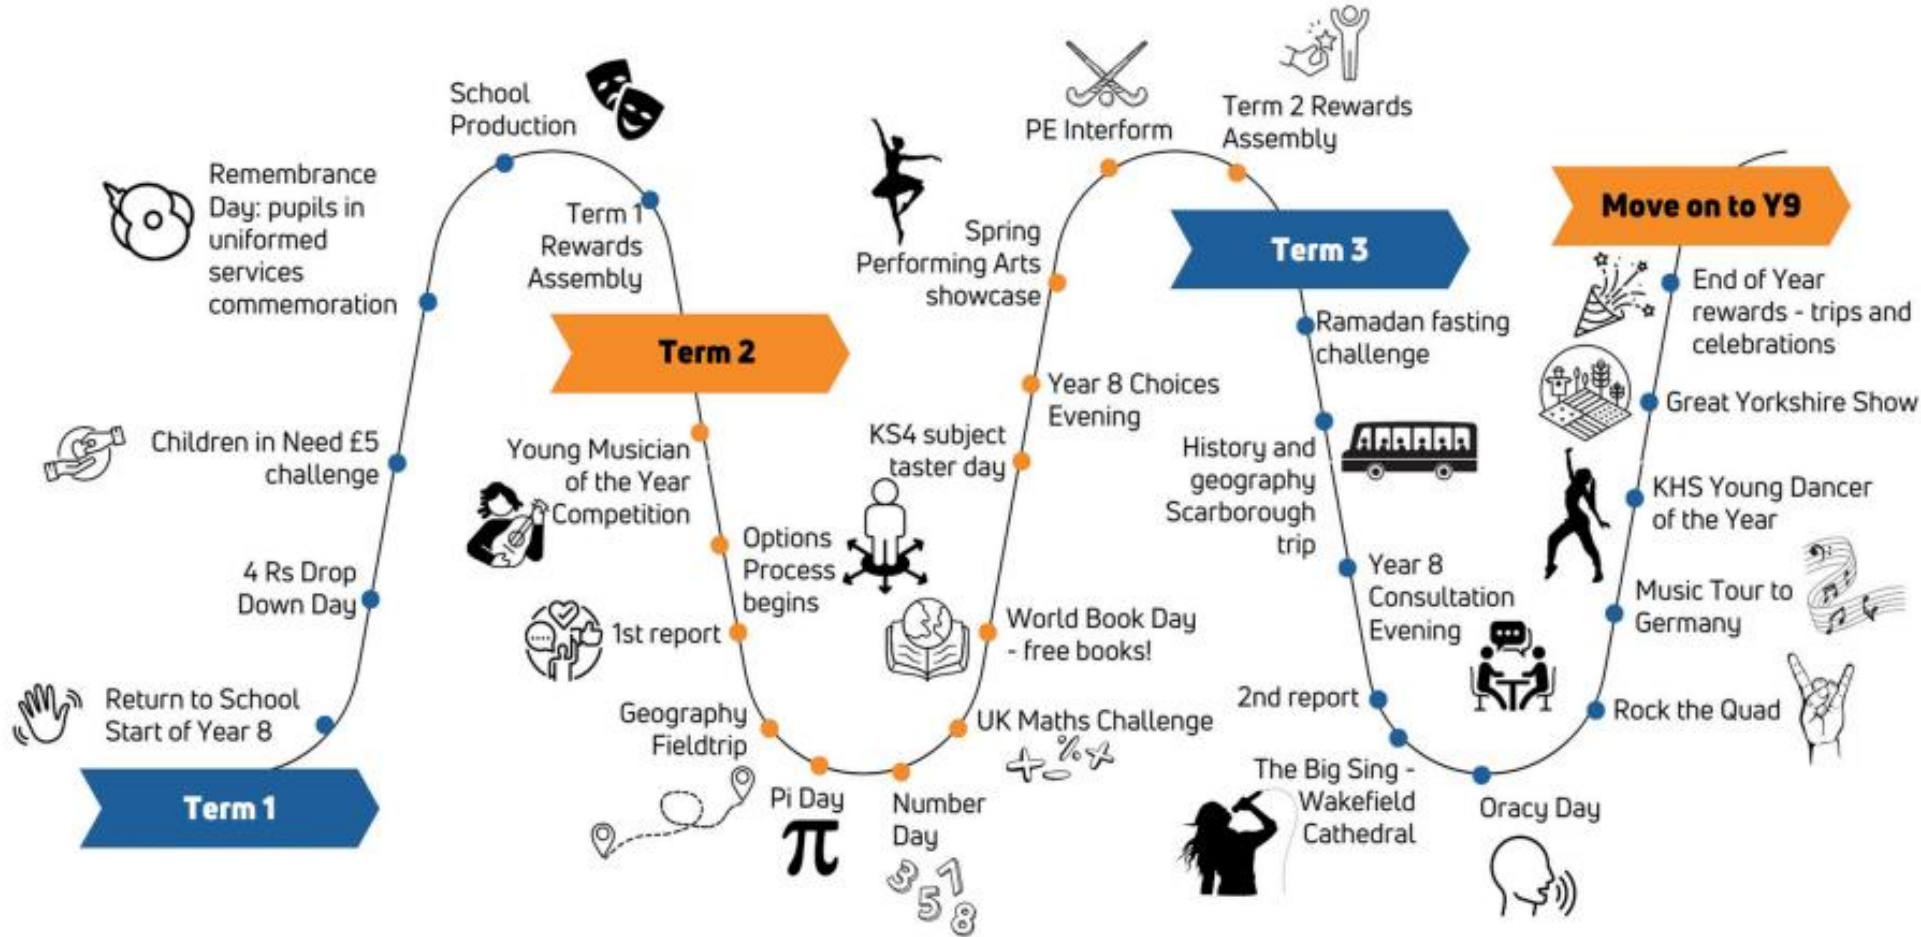 Term 1
Return to School
Start of Year 8
4 Rs Drop
Down Day
Children in Need £5
challenge
Remembrance
Day: pupils in
uniformed
services
commemoration
School
Production
Term 1
Rewards
Assembly
Term 2
Young Musician
of the Year
Competition
Options
Process
begins
1st report
Geography
Fieldtrip
Pi Day
π
Number
Day
3 7
5 8
UK Maths Challenge
+ - % ×
World Book Day
- free books!
KS4 subject
taster day
Year 8 Choices
Evening
Spring
Performing Arts
showcase
PE Interform
Term 2 Rewards
Assembly
Term 3
Ramadan fasting
challenge
History and
geography
Scarborough
trip
Year 8
Consultation
Evening
2nd report
The Big Sing -
Wakefield
Cathedral
Oracy Day
Rock the Quad
Music Tour to
Germany
KHS Young Dancer
of the Year
Great Yorkshire Show
End of Year
rewards - trips and
celebrations
Move on to Y9